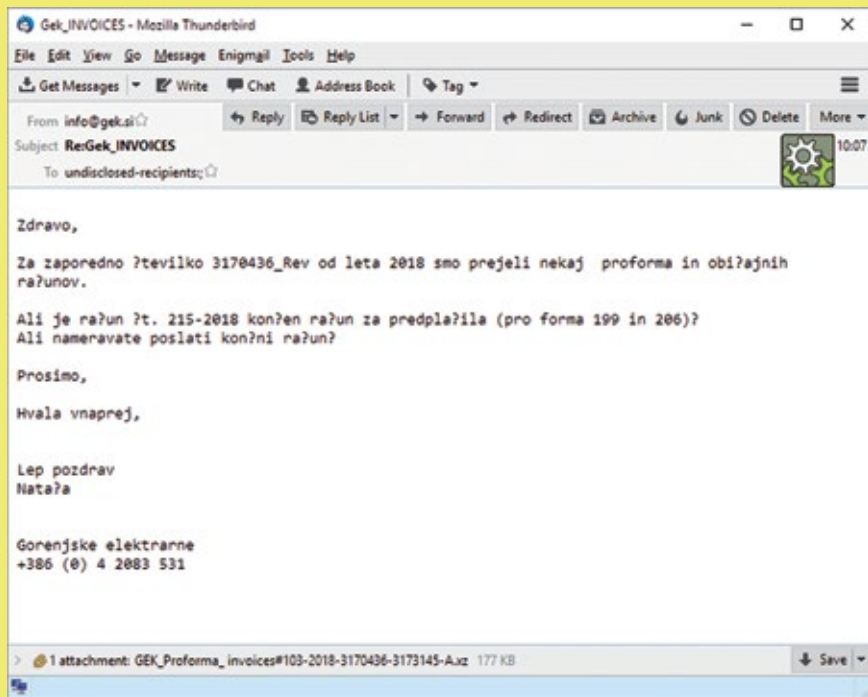 Gek_INVOICES - Mozilla Thunderbird
File Edit View Go Message Enigmail Tools Help
Get Messages Write Chat Address Book Tag
From info@gek.si Reply Reply List Forward Redirect Archive Junk Delete More
Subject Re:Gek_INVOICES 10:07
To undisclosed-recipients:;
Zdravo,
Za zaporedno ?tevilko 3170436_Rev od leta 2018 smo prejeli nekaj proforma in obi?ajnih
ra?unov.
Ali je ra?un ?t. 215-2018 kon?en ra?un za predpla?ila (pro forma 199 in 206)?
Ali nameravate poslati kon?ni ra?un?
Prosimo,
Hvala vnaprej,
Lep pozdrav
Nata?a
Gorenjske elektrarne
+386 (0) 4 2083 531
1 attachment: GEK_Proforma_ invoices#103-2018-3170436-3173145-A.xz 177 KB Save